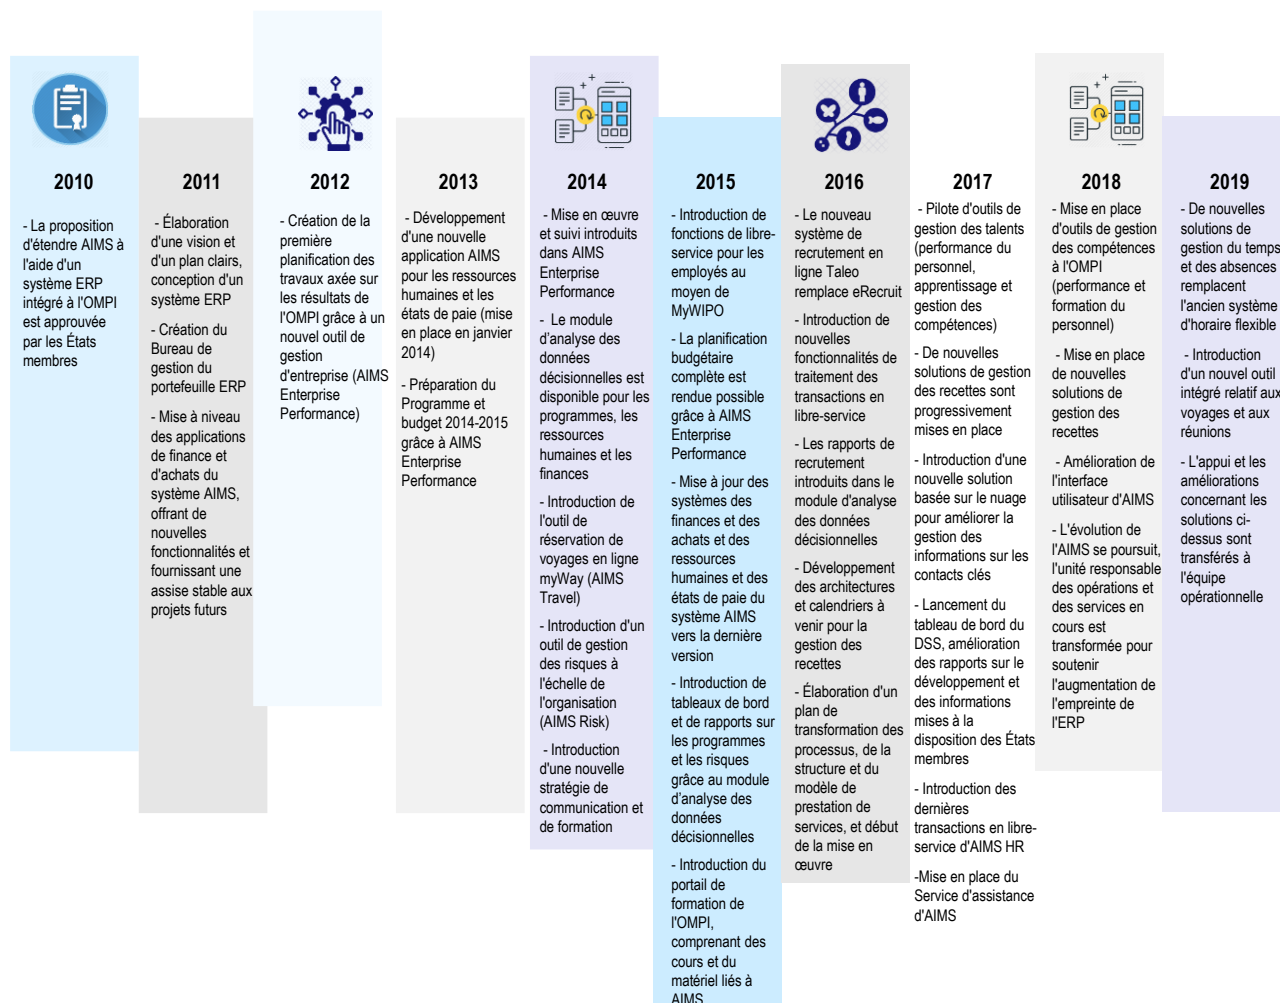 2010
- La proposition
d'étendre AIMS à
l'aide d'un
système ERP
intégré à l'OMPI
est approuvée
par les États
membres
2011
- Élaboration
d'une vision et
d'un plan clairs,
conception d'un
système ERP
- Création du
Bureau de
gestion du
portefeuille ERP
- Mise à niveau
des applications
de finance et
d'achats du
système AIMS,
offrant de
nouvelles
fonctionnalités et
fournissant une
assise stable aux
projets futurs
2012
- Création de la
première
planification des
travaux axée sur
les résultats de
l'OMPI grâce à un
nouvel outil de
gestion
d'entreprise (AIMS
Enterprise
Performance)
2013
- Développement
d'une nouvelle
application AIMS
pour les ressources
humaines et les
états de paie (mise
en place en janvier
2014)
- Préparation du
Programme et
budget 2014-2015
grâce à AIMS
Enterprise
Performance
2014
- Mise en œuvre
et suivi introduits
dans AIMS
Enterprise
Performance
- Le module
d'analyse des
données
décisionnelles est
disponible pour les
programmes, les
ressources
humaines et les
finances
- Introduction de
l'outil de
réservation de
voyages en ligne
myWay (AIMS
Travel)
- Introduction d'un
outil de gestion
des risques à
l'échelle de
l'organisation
(AIMS Risk)
- Introduction
d'une nouvelle
stratégie de
communication et
de formation
2015
- Introduction de
fonctions de libre-
service pour les
employés au
moyen de
MyWIPO
- La planification
budgétaire
complète est
rendue possible
grâce à AIMS
Enterprise
Performance
- Mise à jour des
systèmes des
finances et des
achats et des
ressources
humaines et des
états de paie du
système AIMS
vers la dernière
version
- Introduction de
tableaux de bord
et de rapports sur
les programmes
et les risques
grâce au module
d'analyse des
données
décisionnelles
- Introduction du
portail de
formation de
l'OMPI,
comprenant des
cours et du
matériel liés à
AIMS
2016
- Le nouveau
système de
recrutement en
ligne Taleo
remplace eRecruit
- Introduction de
nouvelles
fonctionnalités de
traitement des
transactions en
libre-service
- Les rapports de
recrutement
introduits dans le
module d'analyse
des données
décisionnelles
- Développement
des architectures
et calendriers à
venir pour la
gestion des
recettes
- Élaboration d'un
plan de
transformation des
processus, de la
structure et du
modèle de
prestation de
services, et début
de la mise en
œuvre
2017
- Pilote d'outils de
gestion des talents
(performance du
personnel,
apprentissage et
gestion des
compétences)
- De nouvelles
solutions de gestion
des recettes sont
progressivement
mises en place
- Introduction d'une
nouvelle solution
basée sur le nuage
pour améliorer la
gestion des
informations sur les
contacts clés
- Lancement du
tableau de bord du
DSS, amélioration
des rapports sur le
développement et
des informations
mises à la
disposition des États
membres
- Introduction des
dernières
transactions en libre-
service d'AIMS HR
-Mise en place du
Service d'assistance
d'AIMS
2018
- Mise en place
d'outils de gestion
des compétences
à l'OMPI
(performance et
formation du
personnel)
- Mise en place
de nouvelles
solutions de
gestion des
recettes
- Amélioration de
l'interface
utilisateur d'AIMS
- L'évolution de
l'AIMS se poursuit,
l'unité responsable
des opérations et
des services en
cours est
transformée pour
soutenir
l'augmentation de
l'empreinte de
l'ERP
2019
- De nouvelles
solutions de
gestion du temps
et des absences
remplacent
l'ancien système
d'horaire flexible
- Introduction
d'un nouvel outil
intégré relatif aux
voyages et aux
réunions
- L'appui et les
améliorations
concernant les
solutions ci-
dessus sont
transférés à
l'équipe
opérationnelle